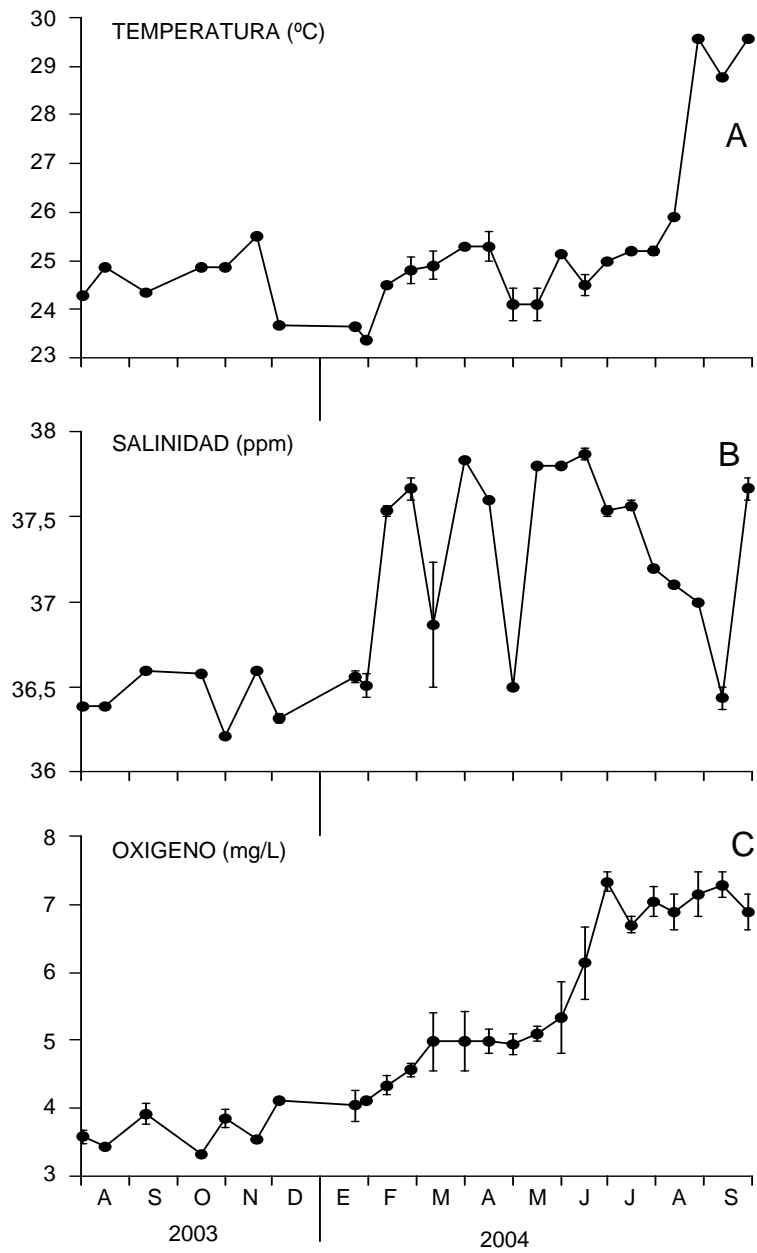 30
TEMPERATURA (ºC)
29
28
A
27
26
25
24
23
38
SALINIDAD (ppm)
B
37,5
37
36,5
36
8
OXIGENO (mg/L)
C
7
6
5
4
3
A S O N D E F M A M J J A S
2003 2004